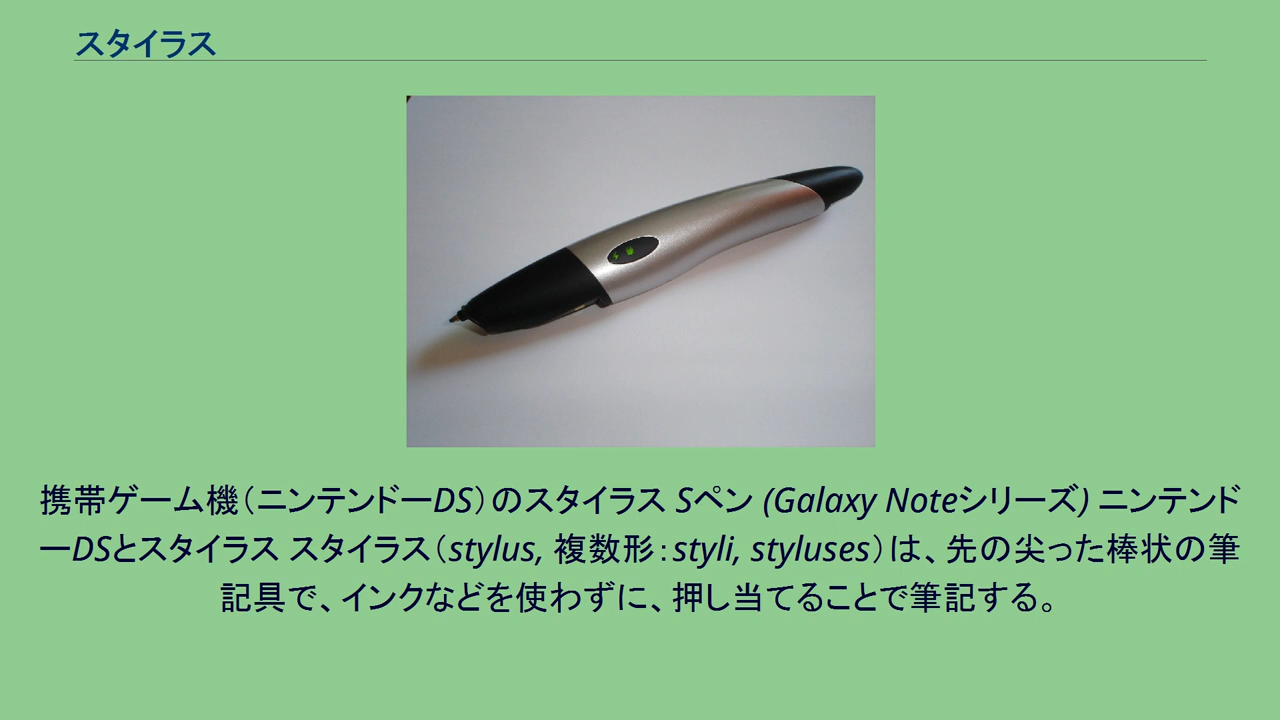 スタイラス
携帯ゲーム機（ニンテンドーDS）のスタイラス Sペン (Galaxy Noteシリーズ) ニンテンド
ーDSとスタイラス スタイラス（stylus, 複数形：styli, styluses）は、先の尖った棒状の筆
記具で、インクなどを使わずに、押し当てることで筆記する。